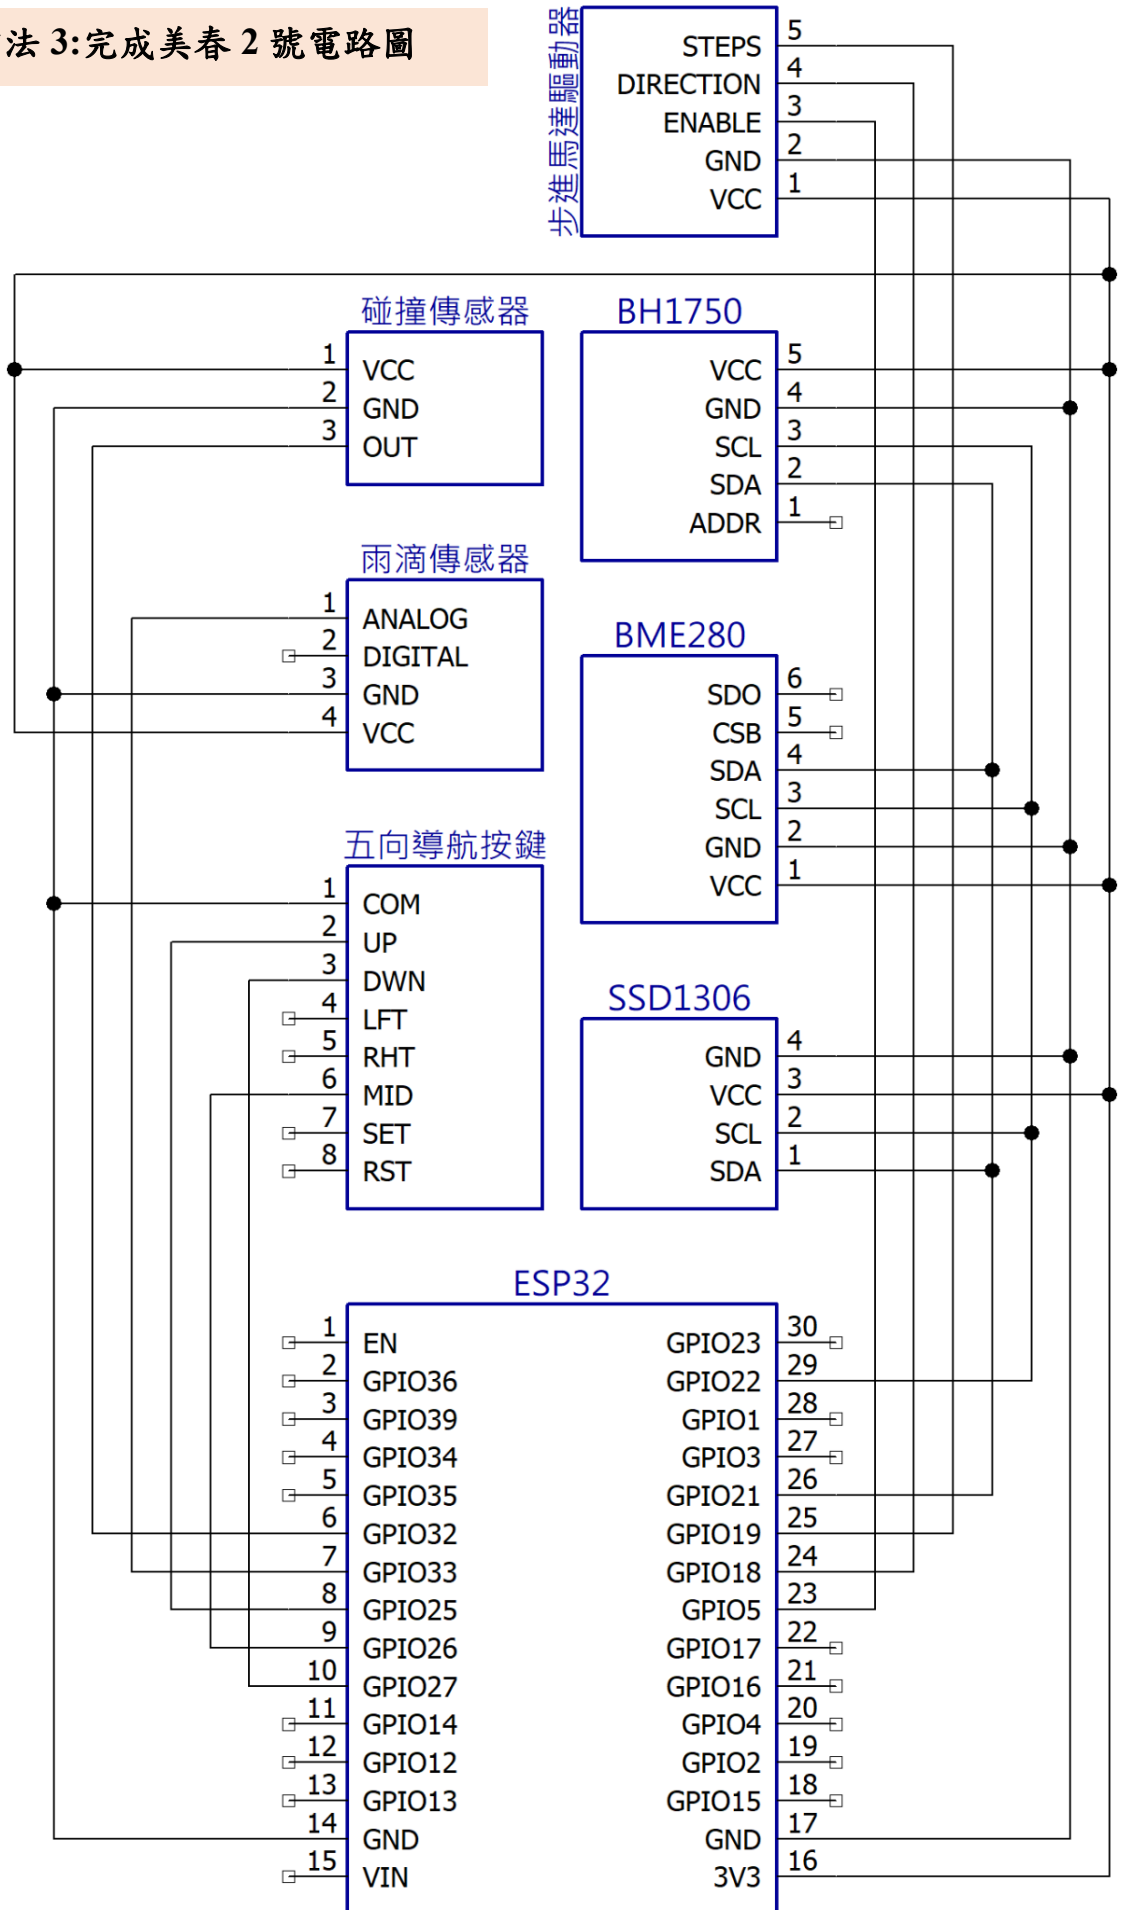 法 3:完成美春 2 號電路圖
步進馬達驅動器
STEPS 5
DIRECTION 4
ENABLE 3
GND 2
VCC 1
碰撞傳感器
1 VCC
2 GND
3 OUT
BH1750
VCC 5
GND 4
SCL 3
SDA 2
ADDR 1
雨滴傳感器
1 ANALOG
2 DIGITAL
3 GND
4 VCC
BME280
SDO 6
CSB 5
SDA 4
SCL 3
GND 2
VCC 1
五向導航按鍵
1 COM
2 UP
3 DWN
4 LFT
5 RHT
6 MID
7 SET
8 RST
SSD1306
GND 4
VCC 3
SCL 2
SDA 1
ESP32
1 EN GPIO23 30
2 GPIO36 GPIO22 29
3 GPIO39 GPIO1 28
4 GPIO34 GPIO3 27
5 GPIO35 GPIO21 26
6 GPIO32 GPIO19 25
7 GPIO33 GPIO18 24
8 GPIO25 GPIO5 23
9 GPIO26 GPIO17 22
10 GPIO27 GPIO16 21
11 GPIO14 GPIO4 20
12 GPIO12 GPIO2 19
13 GPIO13 GPIO15 18
14 GND GND 17
15 VIN 3V3 16